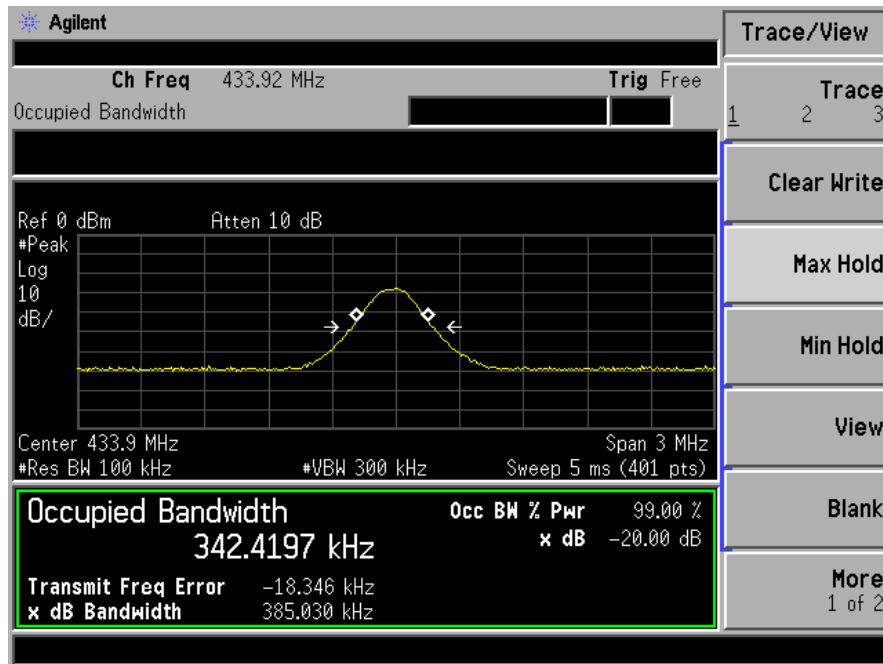 Agilent
Ch Freq 433.92 MHz Trig Free
Occupied Bandwidth
Ref 0 dBm Atten 10 dB
#Peak
Log
10
dB/
Center 433.9 MHz Span 3 MHz
#Res BW 100 kHz #VBW 300 kHz Sweep 5 ms (401 pts)
Occupied Bandwidth Occ BW % Pwr 99.00 %
342.4197 kHz x dB -20.00 dB
Transmit Freq Error -18.346 kHz
x dB Bandwidth 385.030 kHz
Trace/View
Trace
1 2 3
Clear Write
Max Hold
Min Hold
View
Blank
More
1 of 2